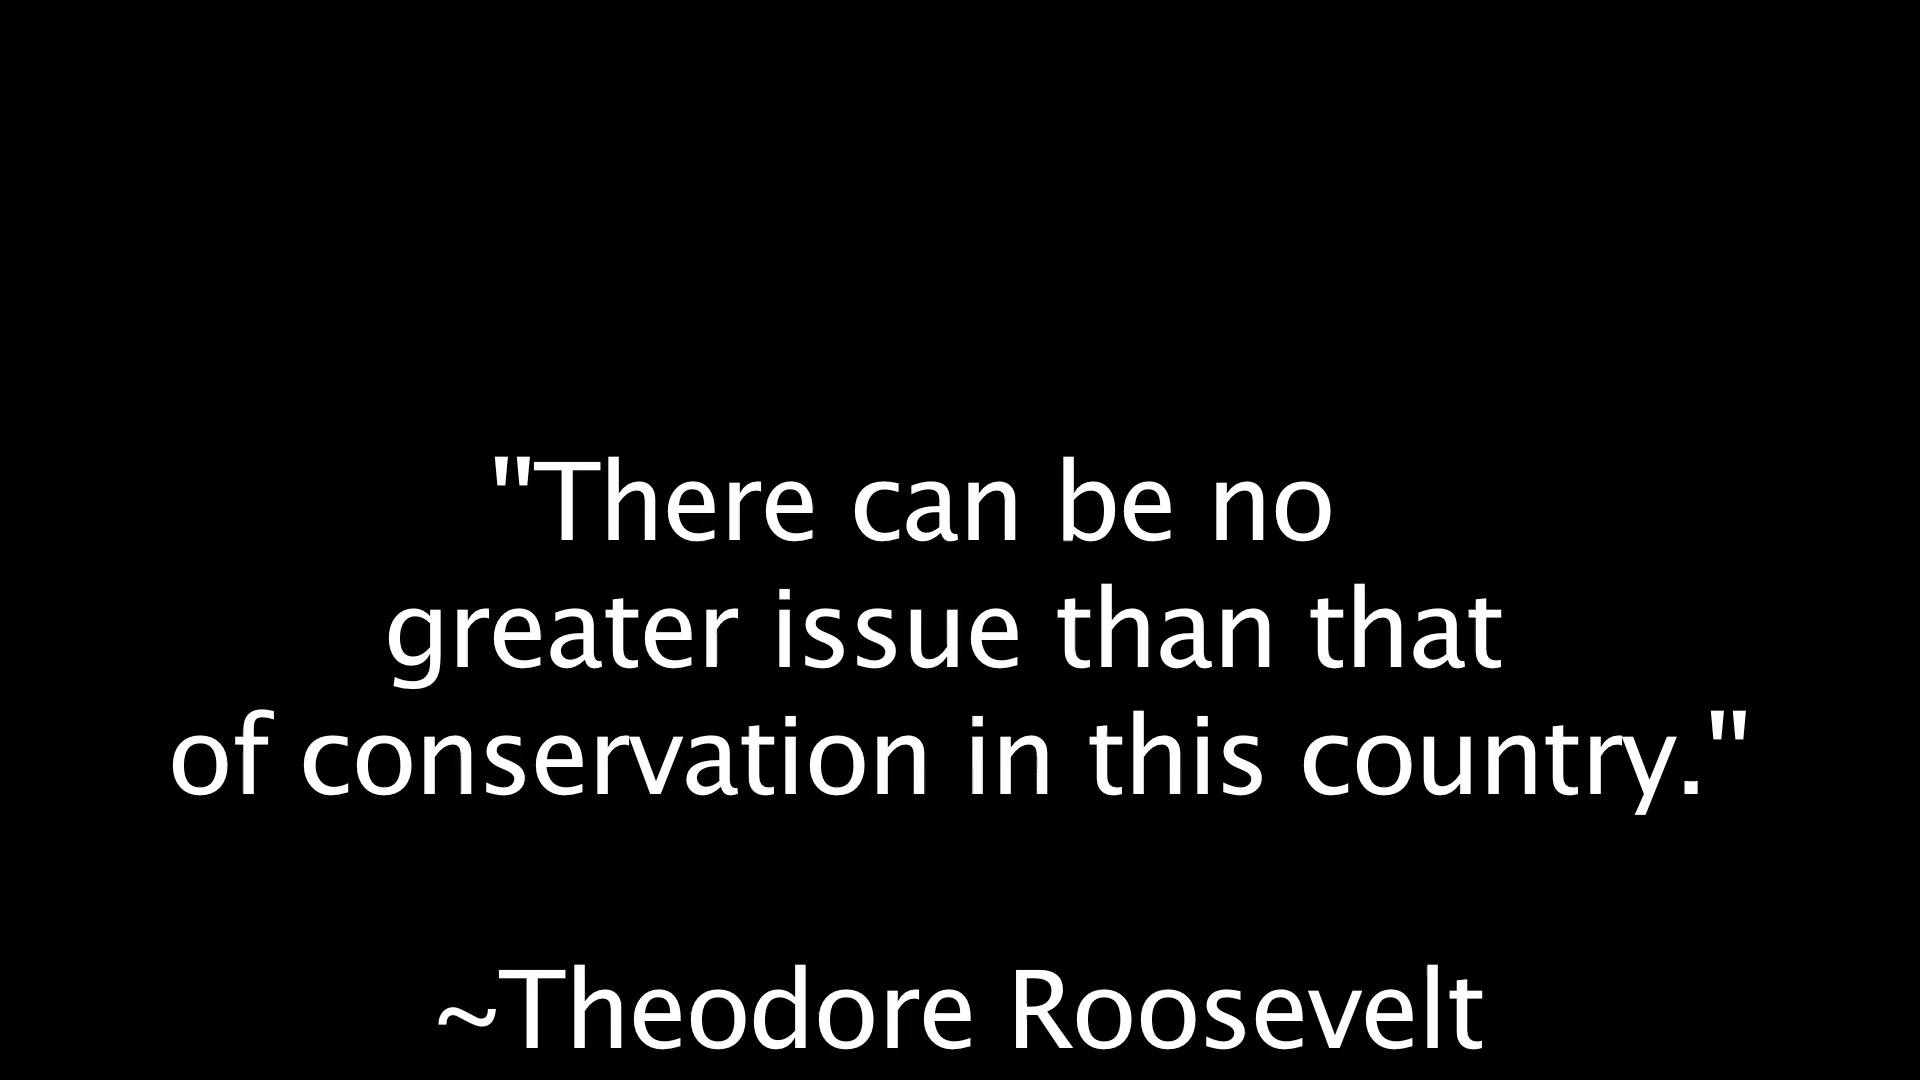 "There can be no
greater issue than that
of conservation in this country."
~Theodore Roosevelt